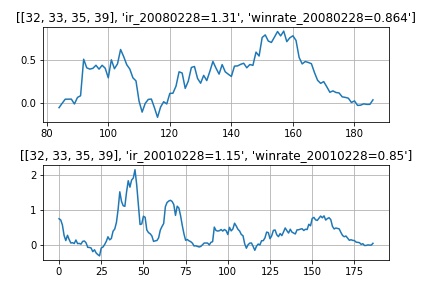 [[32, 33, 35, 39], 'ir_20080228=1.31', 'winrate_20080228=0.864']
0.5
0.0
80 100 120 140 160 180
[[32, 33, 35, 39], 'ir_20010228=1.15', 'winrate_20010228=0.85']
2
1
0
0 25 50 75 100 125 150 175